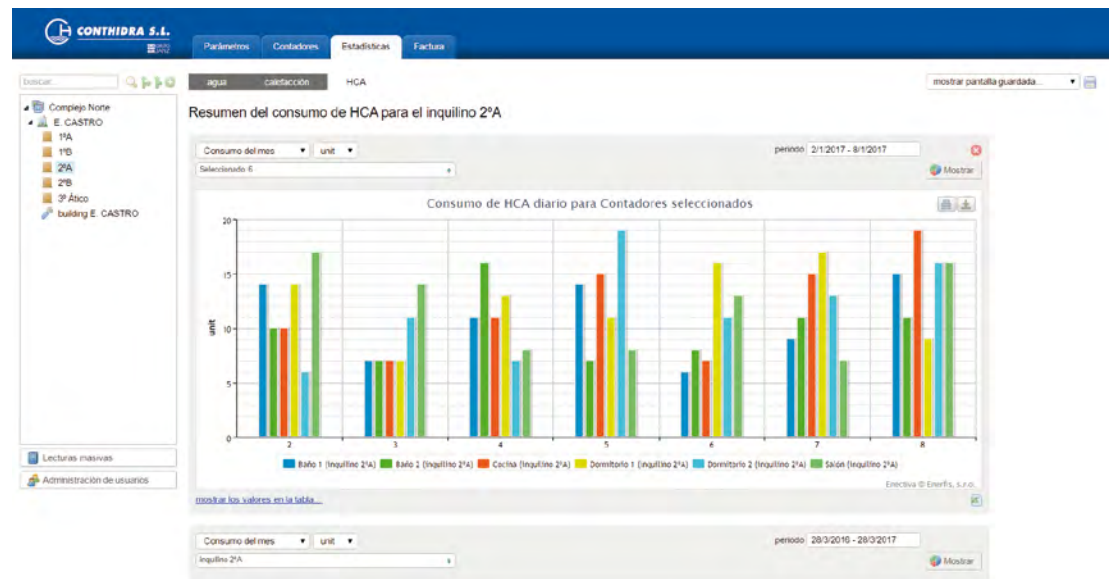 CONTHIDRA S.L.
Parámetros Contadores Estadísticas Factura
buscar...
agua calefacción HCA
mostrar pantalla guardada...
Complejo Norte
E. CASTRO
1ºA
1ºB
2ºA
2ºB
3º Ático
building E. CASTRO
Lecturas masivas
Administración de usuarios
Resumen del consumo de HCA para el inquilino 2ºA
Consumo del mes unit periodo 2/1/2017 - 8/1/2017
Seleccionado 6 Mostrar
Consumo de HCA diario para Contadores seleccionados
unit
20
15
10
5
0
2 3 4 5 6 7 8
Baño 1 (Inquilino 2ºA) Baño 2 (Inquilino 2ºA) Cocina (Inquilino 2ºA) Dormitorio 1 (Inquilino 2ºA) Dormitorio 2 (Inquilino 2ºA) Salón (Inquilino 2ºA)
Enectiva © Enerfis, s.r.o.
mostrar los valores en la tabla...
Consumo del mes unit periodo 28/3/2016 - 28/3/2017
inquilino 2ºA Mostrar